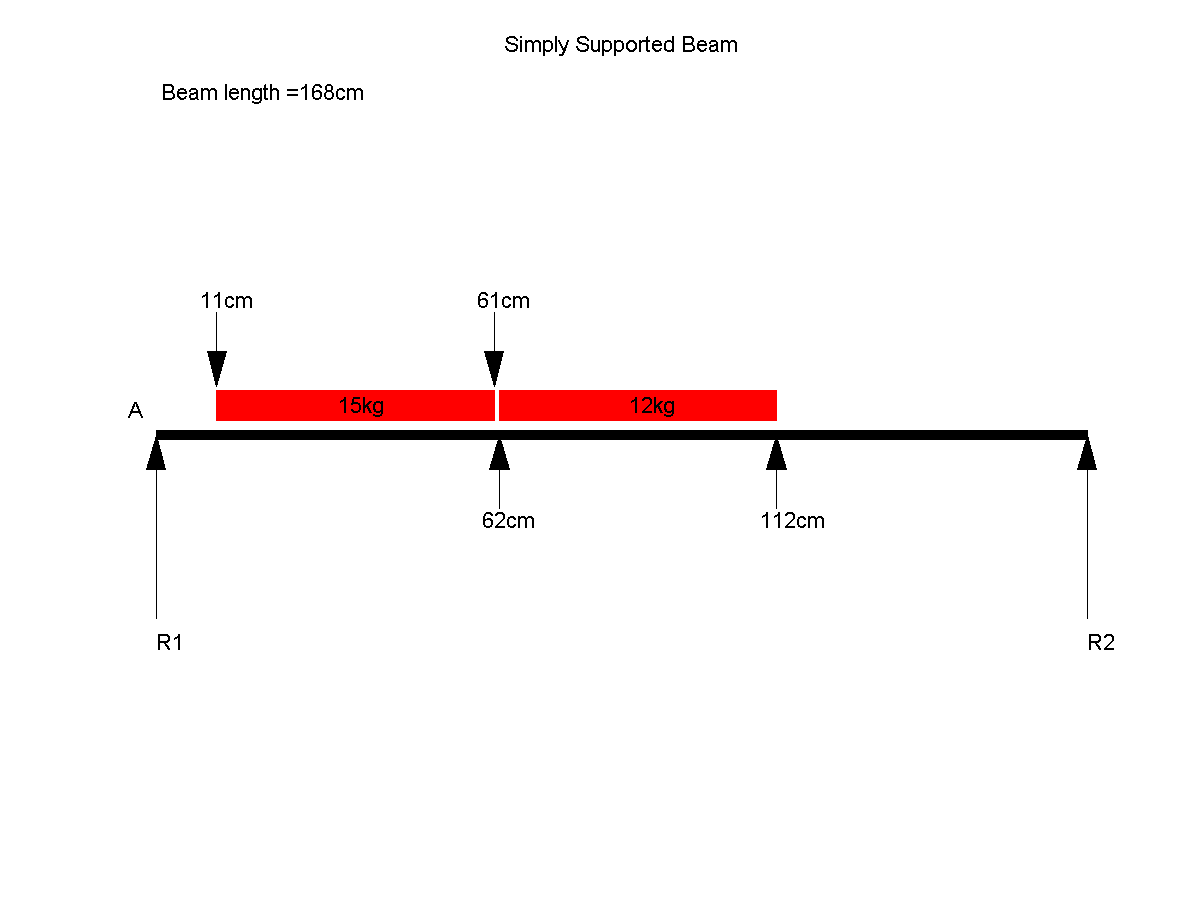 Simply Supported Beam
Beam length =168cm
11cm
61cm
15kg
12kg
A
62cm
112cm
R1
R2